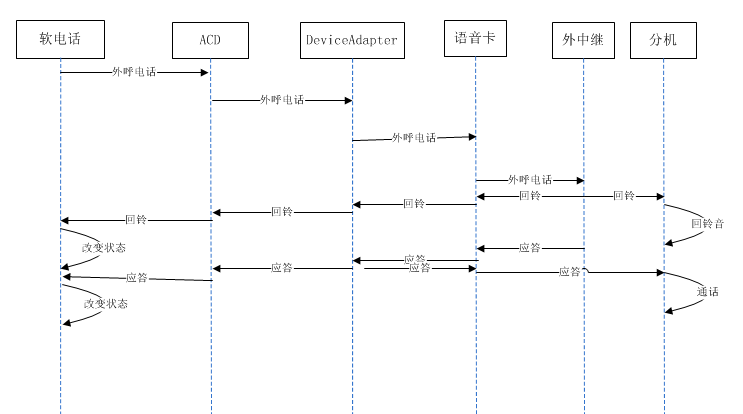 软电话
ACD
DeviceAdapter
语音卡
外中继
分机
外呼电话
外呼电话
外呼电话
外呼电话
回铃
回铃
回铃
回铃
回铃
回铃音
改变状态
应答
应答
应答
应答
应答
应答
改变状态
通话